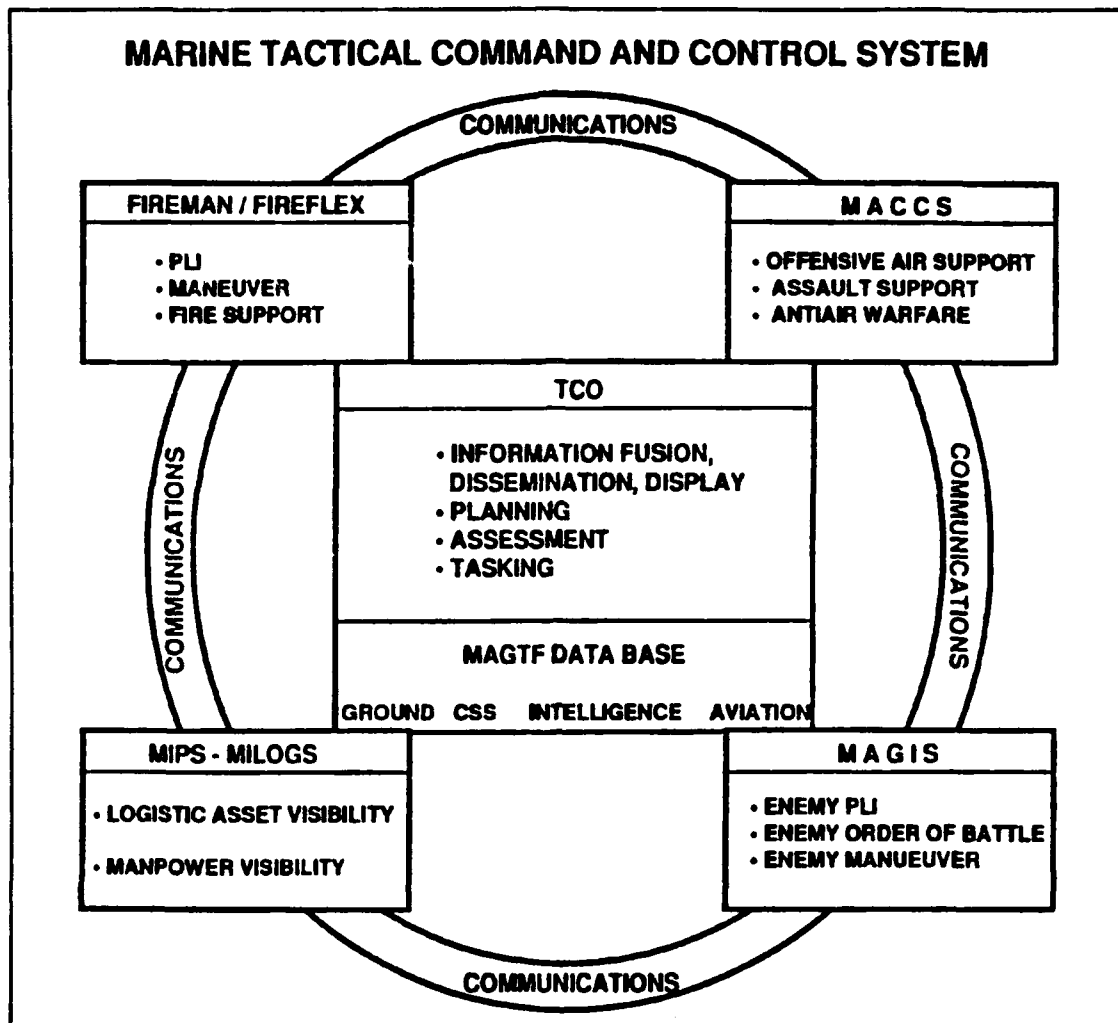 MARINE TACTICAL COMMAND AND CONTROL SYSTEM
COMMUNICATIONS
FIREMAN / FIREFLEX
• PLI
• MANEUVER
• FIRE SUPPORT
M A C C S
• OFFENSIVE AIR SUPPORT
• ASSAULT SUPPORT
• ANTIAIR WARFARE
TCO
• INFORMATION FUSION,
DISSEMINATION, DISPLAY
• PLANNING
• ASSESSMENT
• TASKING
COMMUNICATIONS
COMMUNICATIONS
MAGTF DATA BASE
GROUND CSS INTELLIGENCE AVIATION
MIPS - MILOGS
• LOGISTIC ASSET VISIBILITY
• MANPOWER VISIBILITY
M A G I S
• ENEMY PLI
• ENEMY ORDER OF BATTLE
• ENEMY MANUEUVER
COMMUNICATIONS